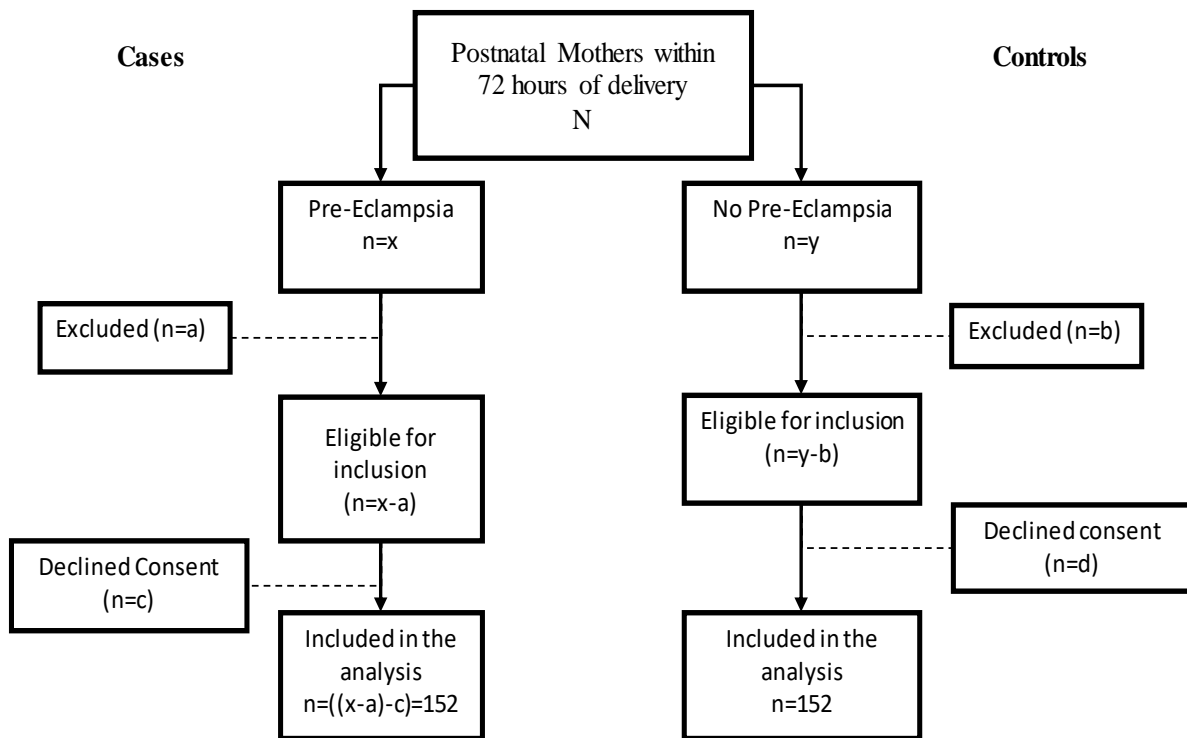 Cases
Postnatal Mothers within
72 hours of delivery
N
Controls
Pre-Eclampsia
n=x
No Pre-Eclampsia
n=y
Excluded (n=a)
Excluded (n=b)
Eligible for
inclusion
(n=x-a)
Eligible for inclusion
(n=y-b)
Declined Consent
(n=c)
Declined consent
(n=d)
Included in the
analysis
n=((x-a)-c)=152
Included in the
analysis
n=152